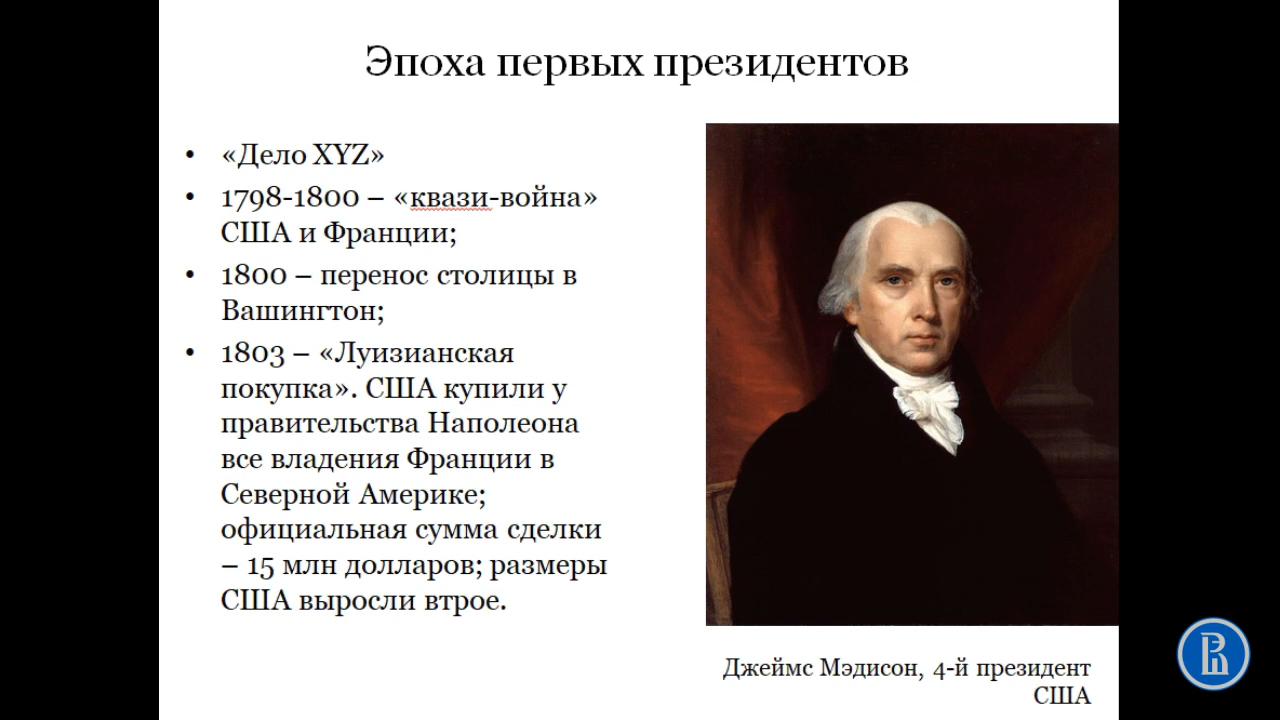 Эпоха первых президентов
• «Дело XYZ»
• 1798-1800 – «квази-война»
США и Франции;
• 1800 – перенос столицы в
Вашингтон;
• 1803 – «Луизианская
покупка». США купили у
правительства Наполеона
все владения Франции в
Северной Америке;
официальная сумма сделки
– 15 млн долларов; размеры
США выросли втрое.
Джеймс Мэдисон, 4-й президент
США